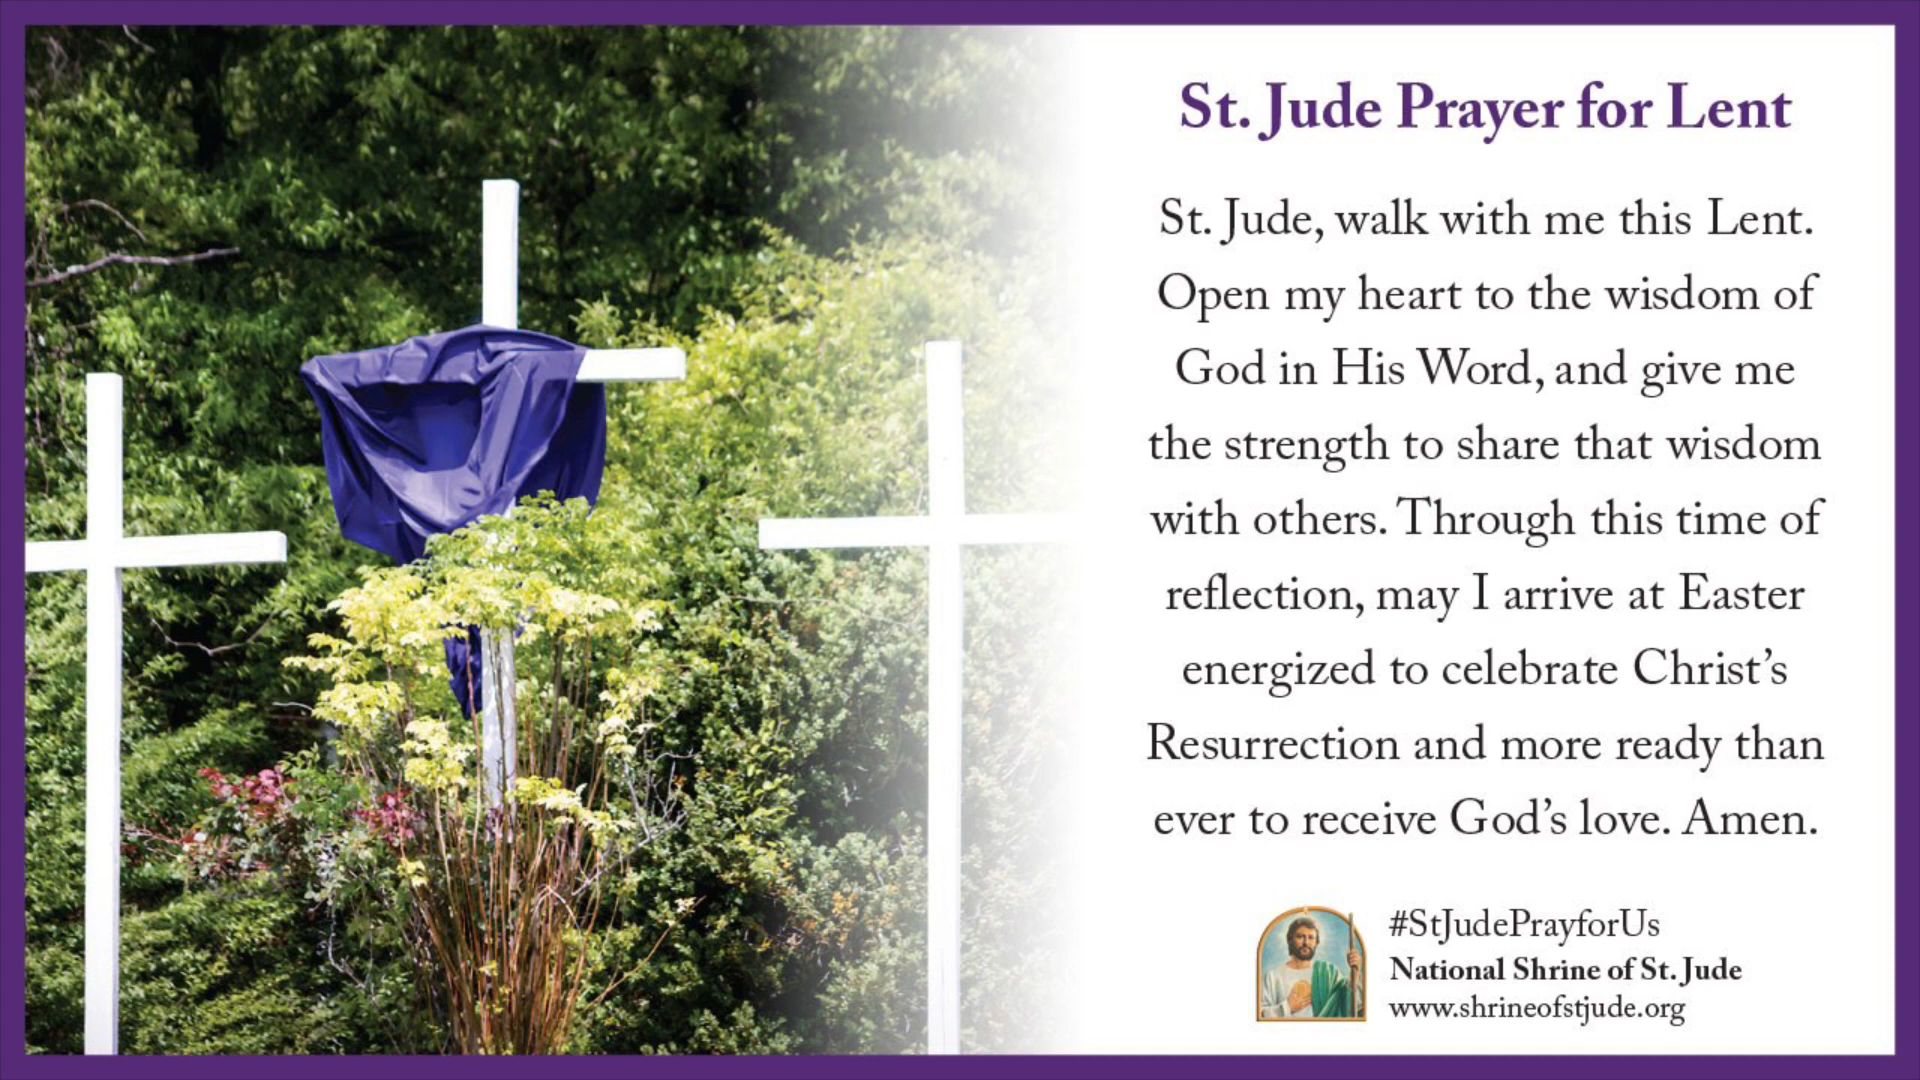 St. Jude Prayer for Lent
St. Jude, walk with me this Lent.
Open my heart to the wisdom of
God in His Word, and give me
the strength to share that wisdom
with others. Through this time of
reflection, may I arrive at Easter
energized to celebrate Christ’s
Resurrection and more ready than
ever to receive God’s love. Amen.
#StJudePrayforUs
National Shrine of St. Jude
www.shrineofstjude.org